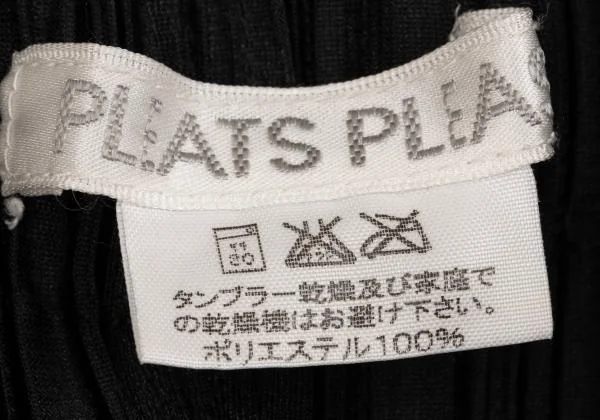 PLEATS PLEA
タンブラー乾燥及び家庭で
の乾燥機はお避け下さい。
ポリエステル100%